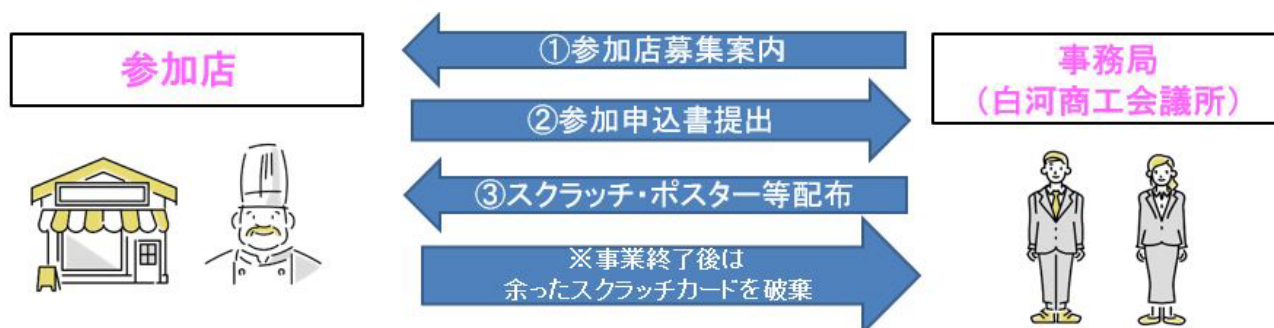 参加店
①参加店募集案内
②参加申込書提出
③スクラッチ・ポスター等配布
※事業終了後は
余ったスクラッチカードを破棄
事務局
（白河商工会議所）